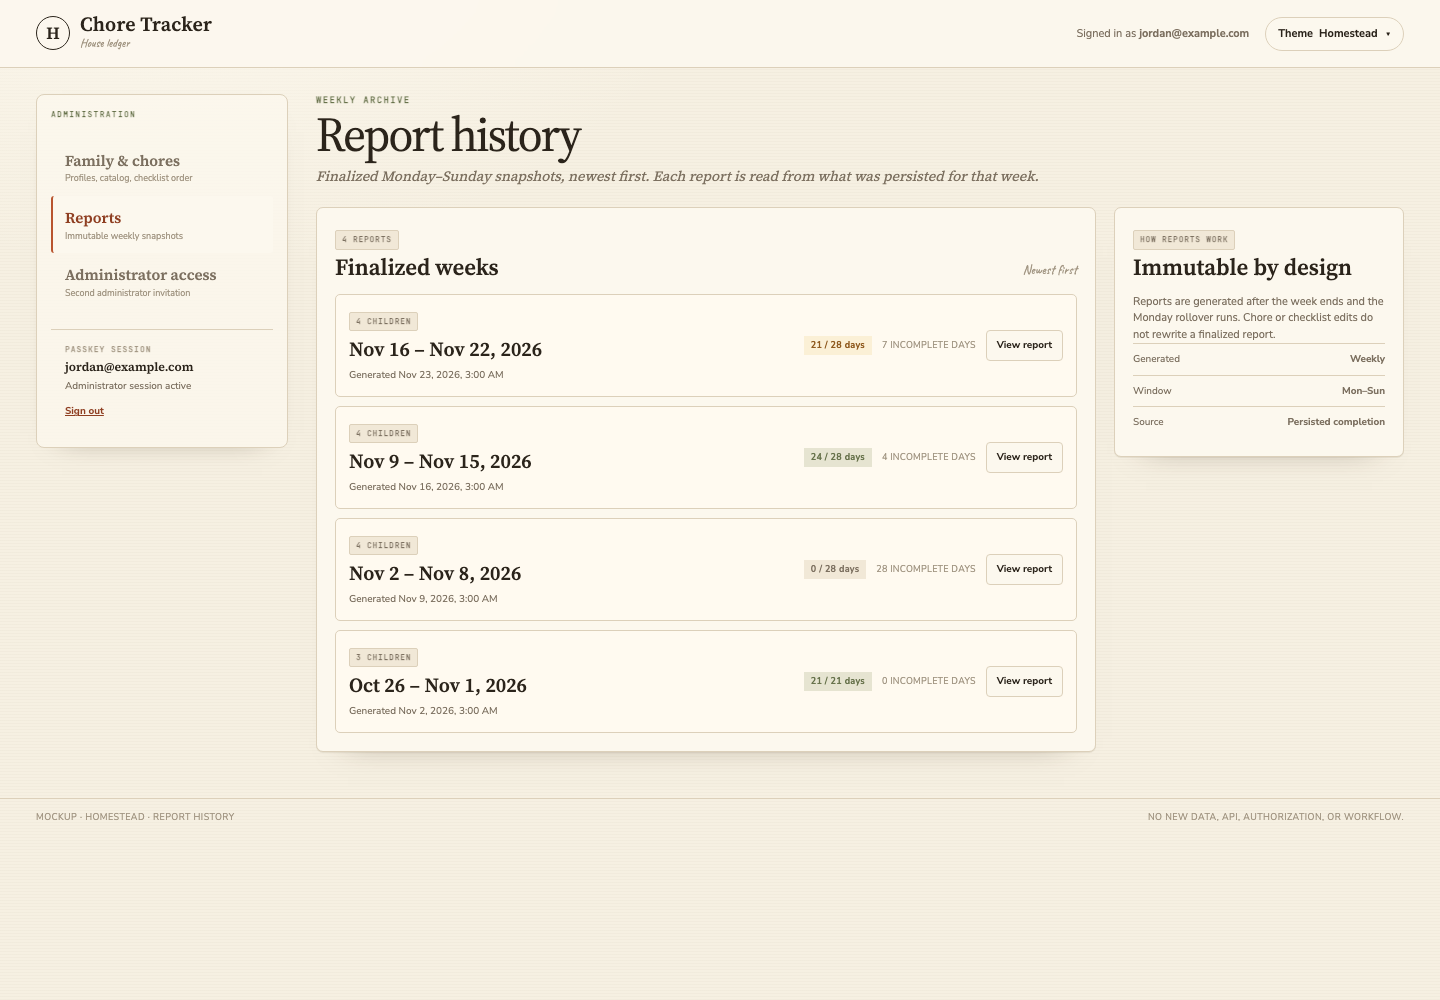 H
Chore Tracker
House ledger
Signed in as jordan@example.com
Theme Homestead ▾
ADMINISTRATION
Family & chores
Profiles, catalog, checklist order
Reports
Immutable weekly snapshots
Administrator access
Second administrator invitation
PASSKEY SESSION
jordan@example.com
Administrator session active
Sign out
WEEKLY ARCHIVE
Report history
Finalized Monday–Sunday snapshots, newest first. Each report is read from what was persisted for that week.
4 REPORTS
Finalized weeks
Newest first
4 CHILDREN
Nov 16 – Nov 22, 2026
Generated Nov 23, 2026, 3:00 AM
21 / 28 days
7 INCOMPLETE DAYS
View report
4 CHILDREN
Nov 9 – Nov 15, 2026
Generated Nov 16, 2026, 3:00 AM
24 / 28 days
4 INCOMPLETE DAYS
View report
4 CHILDREN
Nov 2 – Nov 8, 2026
Generated Nov 9, 2026, 3:00 AM
0 / 28 days
28 INCOMPLETE DAYS
View report
3 CHILDREN
Oct 26 – Nov 1, 2026
Generated Nov 2, 2026, 3:00 AM
21 / 21 days
0 INCOMPLETE DAYS
View report
HOW REPORTS WORK
Immutable by design
Reports are generated after the week ends and the
Monday rollover runs. Chore or checklist edits do
not rewrite a finalized report.
Generated Weekly
Window Mon–Sun
Source Persisted completion
MOCKUP · HOMESTEAD · REPORT HISTORY
NO NEW DATA, API, AUTHORIZATION, OR WORKFLOW.